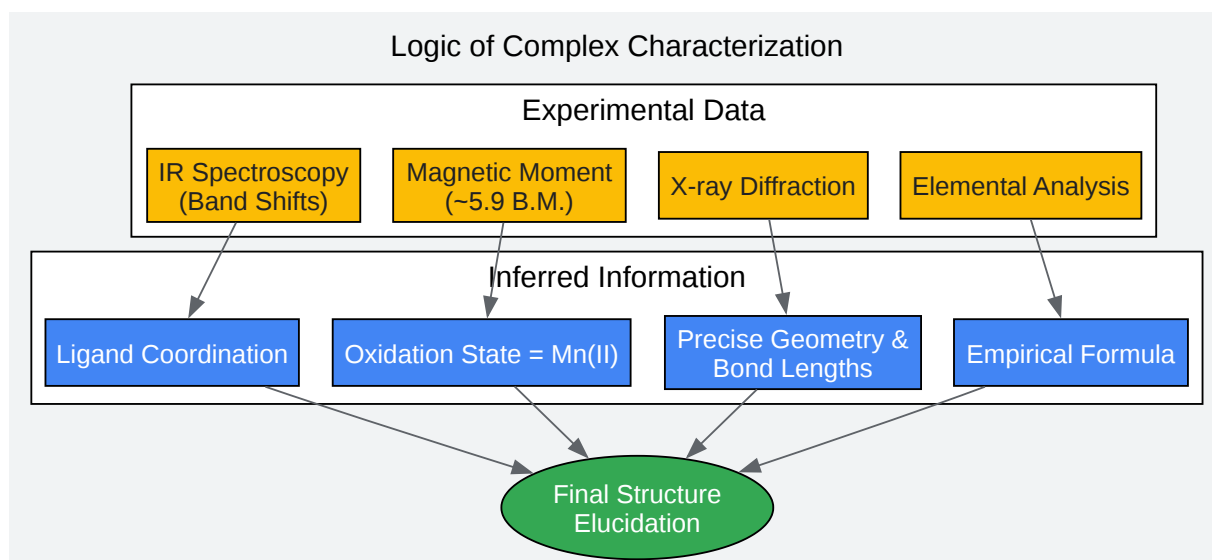 Logic of Complex Characterization
Experimental Data
IR Spectroscopy
(Band Shifts)
Magnetic Moment
(~5.9 B.M.)
X-ray Diffraction
Elemental Analysis
Inferred Information
Ligand Coordination
Oxidation State = Mn(II)
Precise Geometry &
Bond Lengths
Empirical Formula
Final Structure
Elucidation